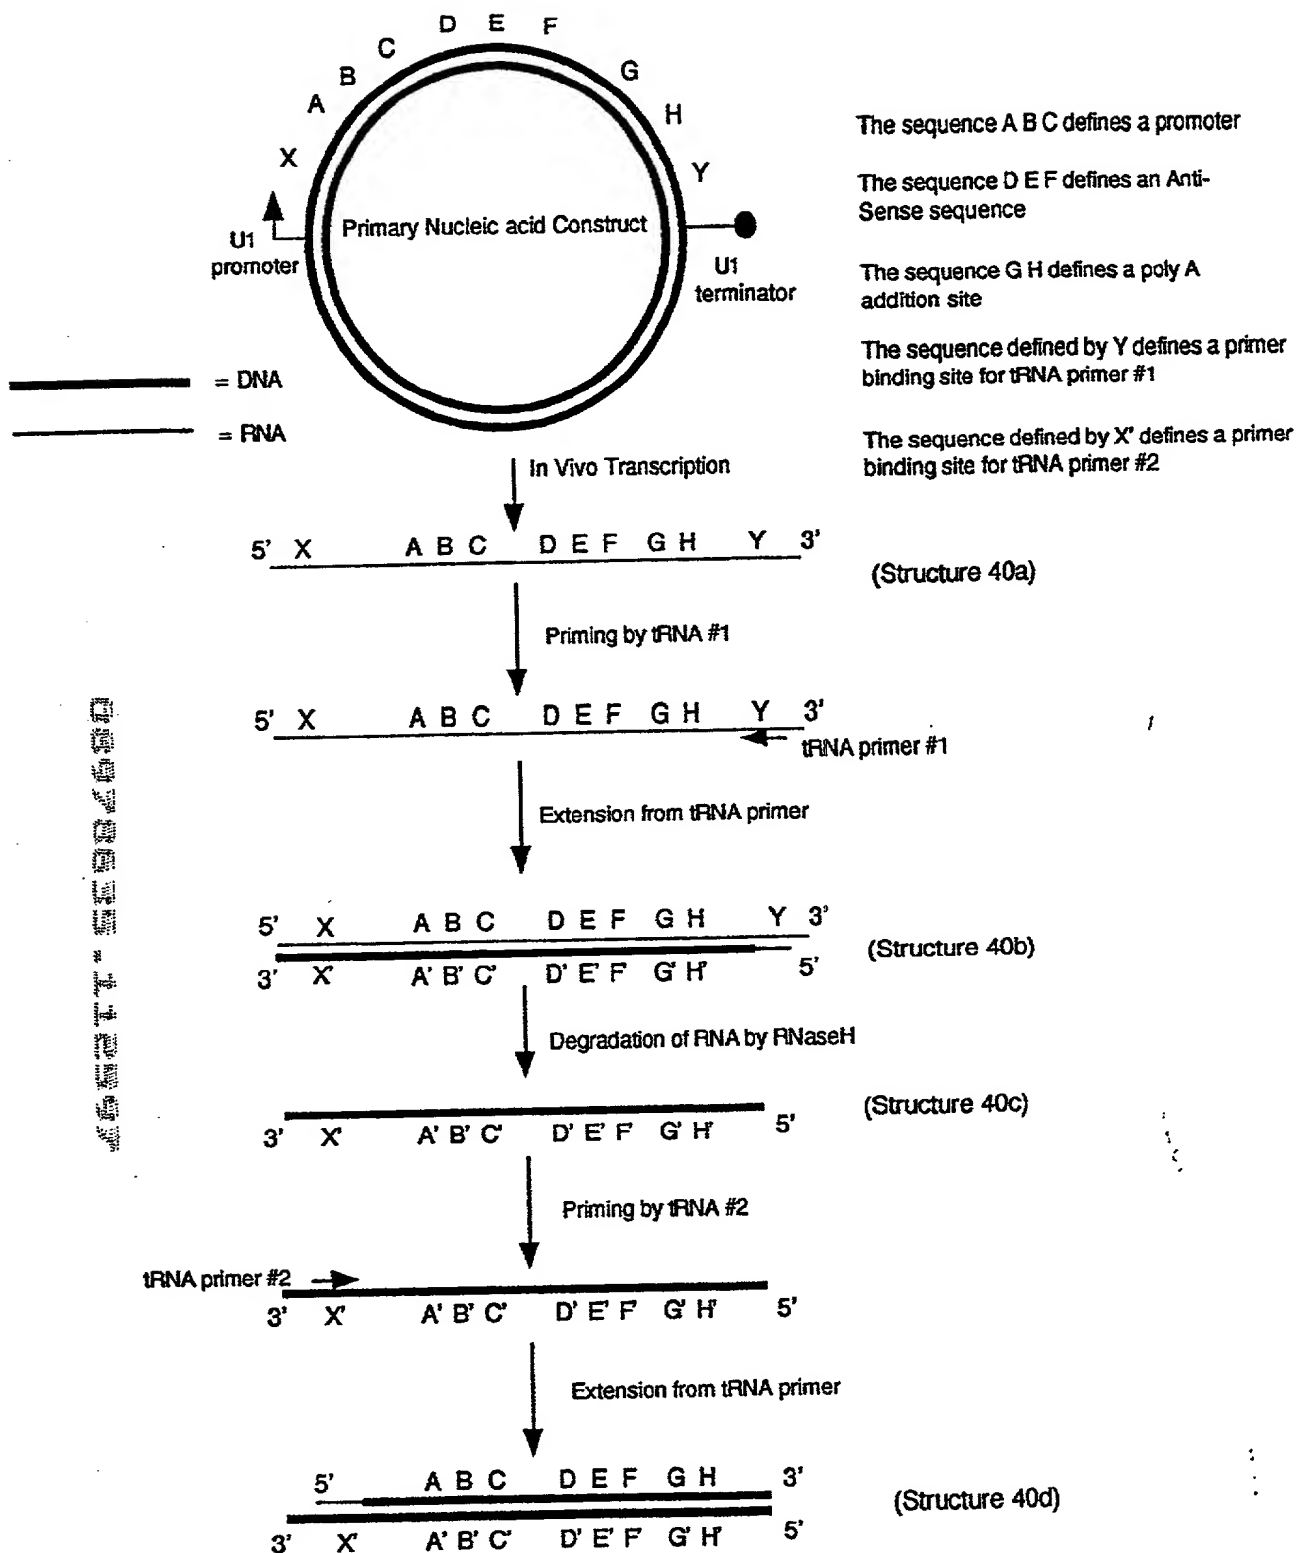 D E F
C G
B H
A Y
X
Primary Nucleic acid Construct
U1
promoter
U1
terminator
The sequence A B C defines a promoter
The sequence D E F defines an Anti-
Sense sequence
The sequence G H defines a poly A
addition site
The sequence defined by Y defines a primer
binding site for tRNA primer #1
The sequence defined by X' defines a primer
binding site for tRNA primer #2
= DNA
= RNA
In Vivo Transcription
5' X A B C D E F G H Y 3'
(Structure 40a)
Priming by tRNA #1
5' X A B C D E F G H Y 3'
tRNA primer #1
Extension from tRNA primer
5' X A B C D E F G H Y 3'
3' X' A' B' C' D' E' F' G' H' 5'
(Structure 40b)
Degradation of RNA by RNaseH
(Structure 40c)
3' X' A' B' C' D' E' F' G' H' 5'
Priming by tRNA #2
tRNA primer #2
3' X' A' B' C' D' E' F' G' H' 5'
Extension from tRNA primer
5' A B C D E F G H 3'
3' X' A' B' C' D' E' F' G' H' 5'
(Structure 40d)